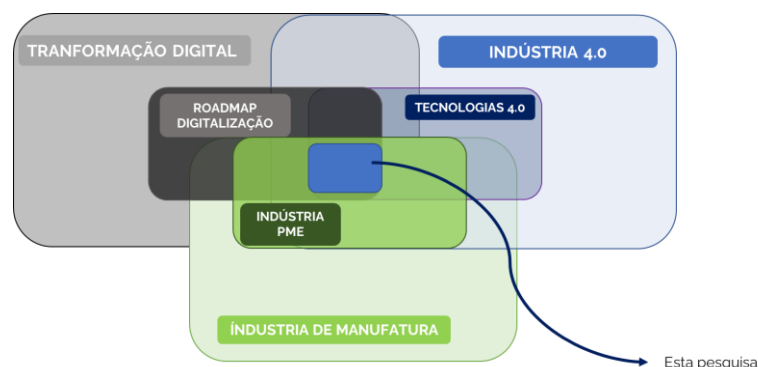 TRANFORMAÇÃO DIGITAL
INDÚSTRIA 4.0
ROADMAP
DIGITALIZAÇÃO
TECNOLOGIAS 4.0
INDÚSTRIA
PME
ÍNDUSTRIA DE MANUFATURA
Esta pesquisa